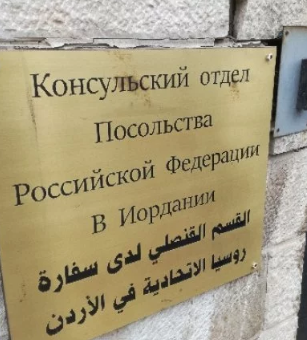 Консульский отдел
Посольства
Российской Федерации
В Иордании
القسم القنصلي لدى سفارة
روسيا الاتحادية في الأردن